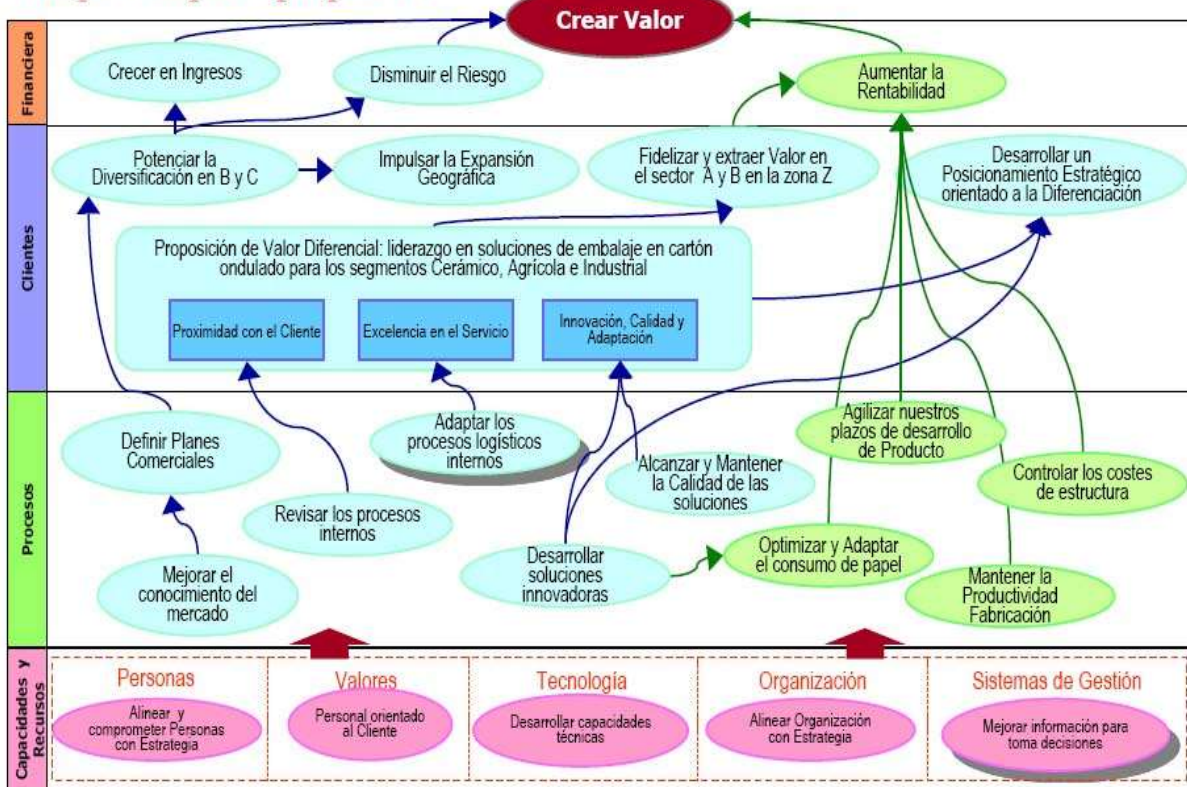 Crear Valor
Financiera
Crecer en Ingresos
Disminuir el Riesgo
Aumentar la
Rentabilidad
Clientes
Potenciar la
Diversificación en B y C
Impulsar la Expansión
Geográfica
Fidelizar y extraer Valor en
el sector A y B en la zona Z
Desarrollar un
Posicionamiento Estratégico
orientado a la Diferenciación
Proposición de Valor Diferencial: liderazgo en soluciones de embalaje en cartón
ondulado para los segmentos Cerámico, Agrícola e Industrial
Proximidad con el Cliente
Excelencia en el Servicio
Innovación, Calidad y
Adaptación
Procesos
Definir Planes
Comerciales
Adaptar los
procesos logísticos
internos
Agilizar nuestros
plazos de desarrollo
de Producto
Alcanzar y Mantener
la Calidad de las
soluciones
Controlar los costes
de estructura
Revisar los procesos
internos
Mejorar el
conocimiento del
mercado
Desarrollar
soluciones
innovadoras
Optimizar y Adaptar
el consumo de papel
Mantener la
Productividad
Fabricación
Capacidades y
Recursos
Personas
Alinear y
comprometer Personas
con Estrategia
Valores
Personal orientado
al Cliente
Tecnología
Desarrollar capacidades
técnicas
Organización
Alinear Organización
con Estrategia
Sistemas de Gestión
Mejorar información para
toma decisiones